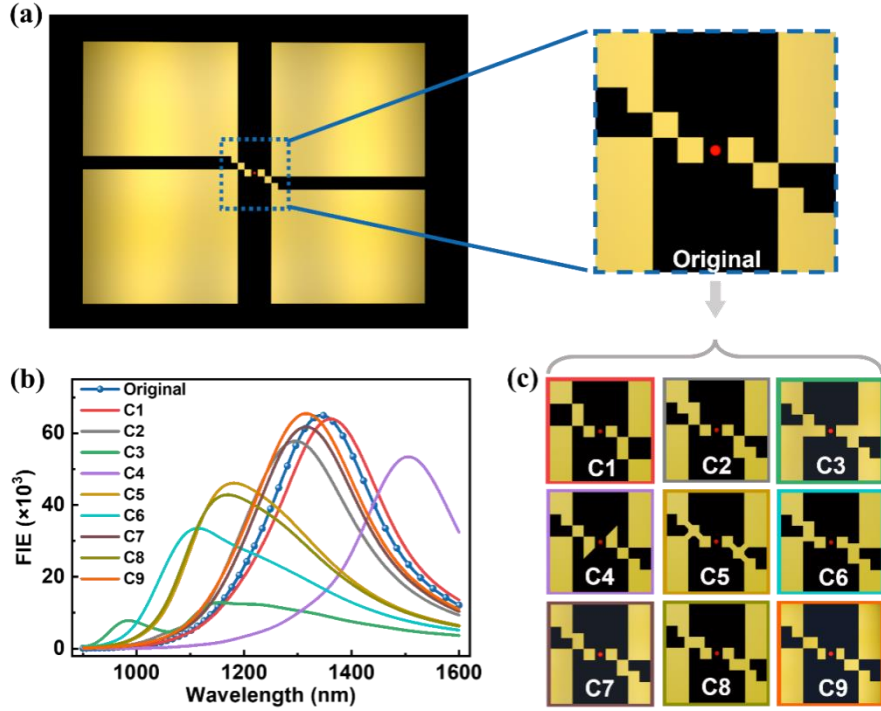 (a)
Original
(b)
Original
C1
C2
C3
C4
C5
C6
C7
C8
C9
FIE (×10³)
60
40
20
0
1000
1200
1400
1600
Wavelength (nm)
(c)
C1
C2
C3
C4
C5
C6
C7
C8
C9